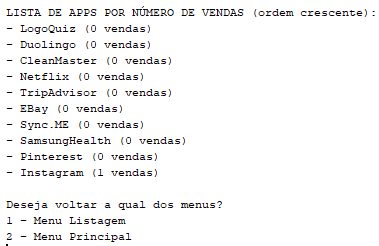 LISTA DE APPS POR NÚMERO DE VENDAS (ordem crescente):
- LogoQuiz (0 vendas)
- Duolingo (0 vendas)
- CleanMaster (0 vendas)
- Netflix (0 vendas)
- TripAdvisor (0 vendas)
- EBay (0 vendas)
- Sync.ME (0 vendas)
- SamsungHealth (0 vendas)
- Pinterest (0 vendas)
- Instagram (1 vendas)
Deseja voltar a qual dos menus?
1 - Menu Listagem
2 - Menu Principal